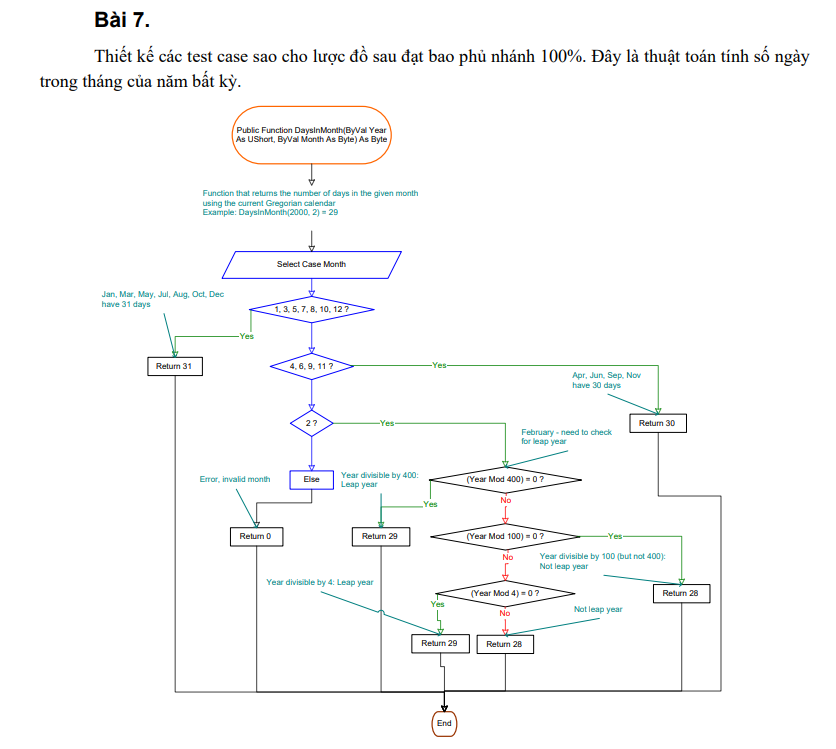 Bài 7.
Thiết kế các test case sao cho lược đồ sau đạt bao phủ nhánh 100%. Đây là thuật toán tính số ngày
trong tháng của năm bất kỳ.
Public Function DaysInMonth(ByVal Year
As UShort, ByVal Month As Byte) As Byte
Function that returns the number of days in the given month
using the current Gregorian calendar
Example: DaysInMonth(2000, 2) = 29
Select Case Month
Jan, Mar, May, Jul, Aug, Oct, Dec
have 31 days
1, 3, 5, 7, 8, 10, 12 ?
Yes
Return 31
4, 6, 9, 11 ?
Yes
Apr, Jun, Sep, Nov
have 30 days
Return 30
2 ?
Yes
February - need to check
for leap year
Error, invalid month
Else
Year divisible by 400:
Leap year
(Year Mod 400) = 0 ?
Yes
No
Return 0
Return 29
(Year Mod 100) = 0 ?
Yes
No
Year divisible by 100 (but not 400):
Not leap year
Year divisible by 4: Leap year
(Year Mod 4) = 0 ?
Return 28
Yes
No
Not leap year
Return 29
Return 28
End